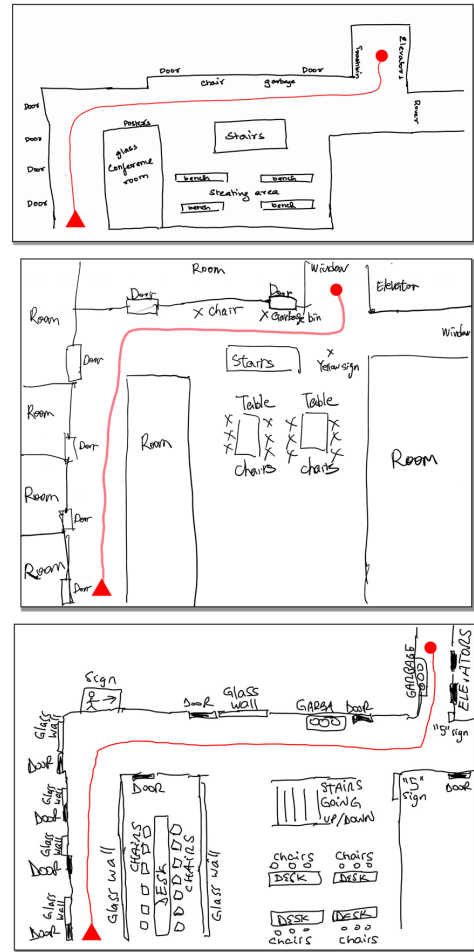 Elevators
Trashbin
Door
Door
chair
garbage
Door
Door
Door
Door
Posters
glass
Conference
room
Stairs
bench
bench
Steating area
bench
bench
Room
Window
Room
Door
Door
Elevator
x chair
x Garbage bin
Window
Door
Stairs
x
Yellow sign
Room
Table
Table
Room
Door
chairs
chairs
Room
Room
Door
Room
Door
Sign
GARBAGE
ELEVATORS
DOOR
Glass
wall
GARBA
DOOR
"5" sign
Glass
wall
DOOR
DOOR
STAIRS
GOING
UP/DOWN
"5"
sign
DOOR
Glass
wall
DOOR
Glass wall
CHAIRS
DESK
CHAIRS
Glass wall
Glass
wall
DOOR
chairs
chairs
DESK
DESK
Glass
wall
DOOR
DESK
DESK
chairs
chairs